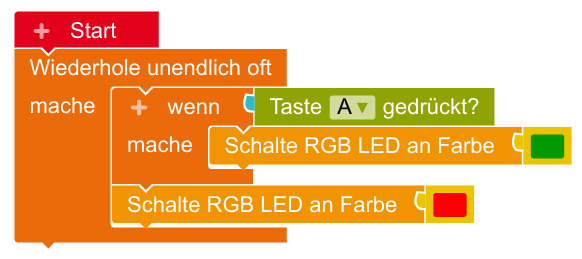 + Start
Wiederhole unendlich oft
mache + wenn Taste A ▾ gedrückt?
mache Schalte RGB LED an Farbe
Schalte RGB LED an Farbe